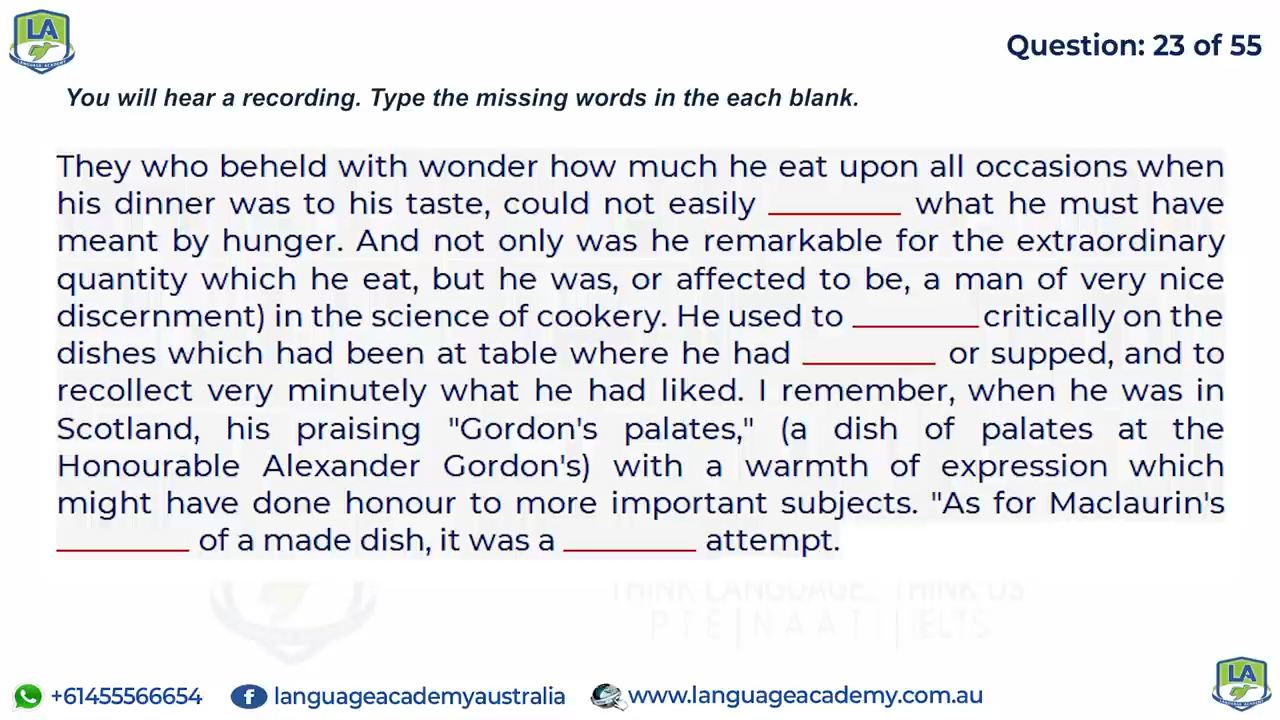 LA
LANGUAGE ACADEMY
Question: 23 of 55
You will hear a recording. Type the missing words in the each blank.
They who beheld with wonder how much he eat upon all occasions when
his dinner was to his taste, could not easily ________ what he must have
meant by hunger. And not only was he remarkable for the extraordinary
quantity which he eat, but he was, or affected to be, a man of very nice
discernment) in the science of cookery. He used to ________ critically on the
dishes which had been at table where he had ________ or supped, and to
recollect very minutely what he had liked. I remember, when he was in
Scotland, his praising "Gordon's palates," (a dish of palates at the
Honourable Alexander Gordon's) with a warmth of expression which
might have done honour to more important subjects. "As for Maclaurin's
________ of a made dish, it was a ________ attempt.
THINK LANGUAGE, THINK US
PTE | NAATI | IELTS
+61455566654
languageacademyaustralia
www.languageacademy.com.au
LA